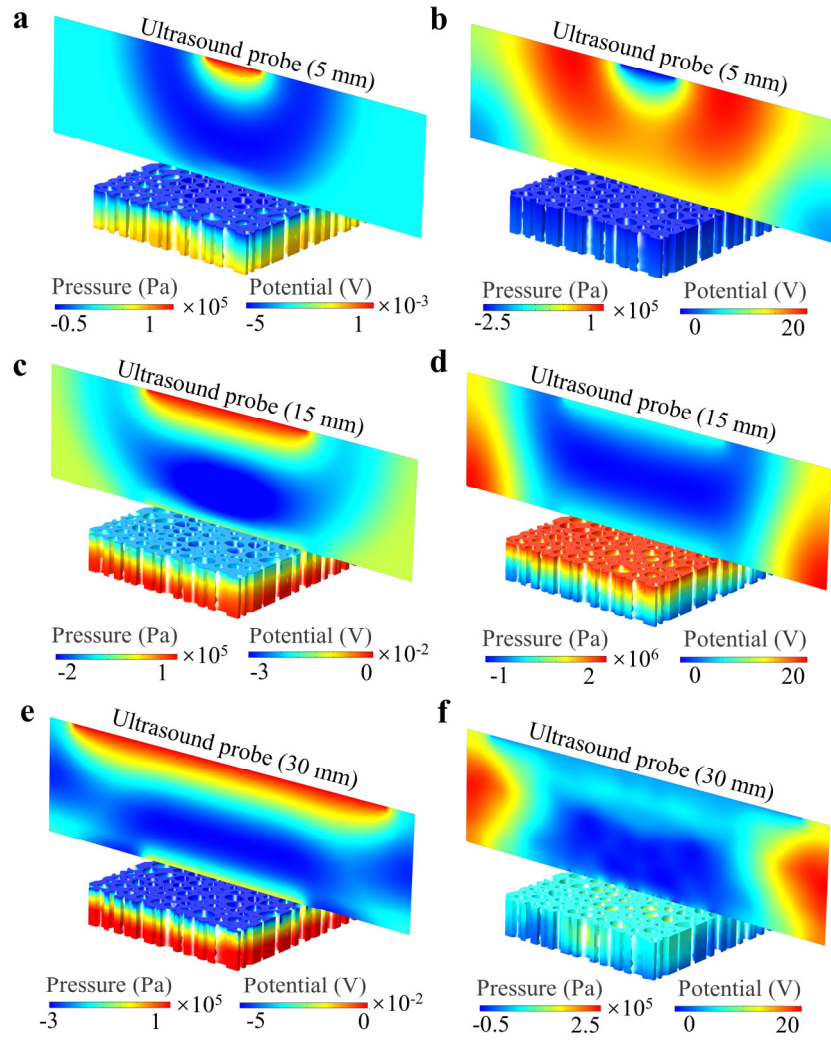 a
Ultrasound probe (5 mm)
Pressure (Pa) Potential (V)
-0.5 1 ×10⁵ -5 1 ×10⁻³
b
Ultrasound probe (5 mm)
Pressure (Pa) Potential (V)
-2.5 1 ×10⁵ 0 20
c
Ultrasound probe (15 mm)
Pressure (Pa) Potential (V)
-2 1 ×10⁵ -3 0 ×10⁻²
d
Ultrasound probe (15 mm)
Pressure (Pa) Potential (V)
-1 2 ×10⁶ 0 20
e
Ultrasound probe (30 mm)
Pressure (Pa) Potential (V)
-3 1 ×10⁵ -5 0 ×10⁻²
f
Ultrasound probe (30 mm)
Pressure (Pa) Potential (V)
-0.5 2.5 ×10⁵ 0 20